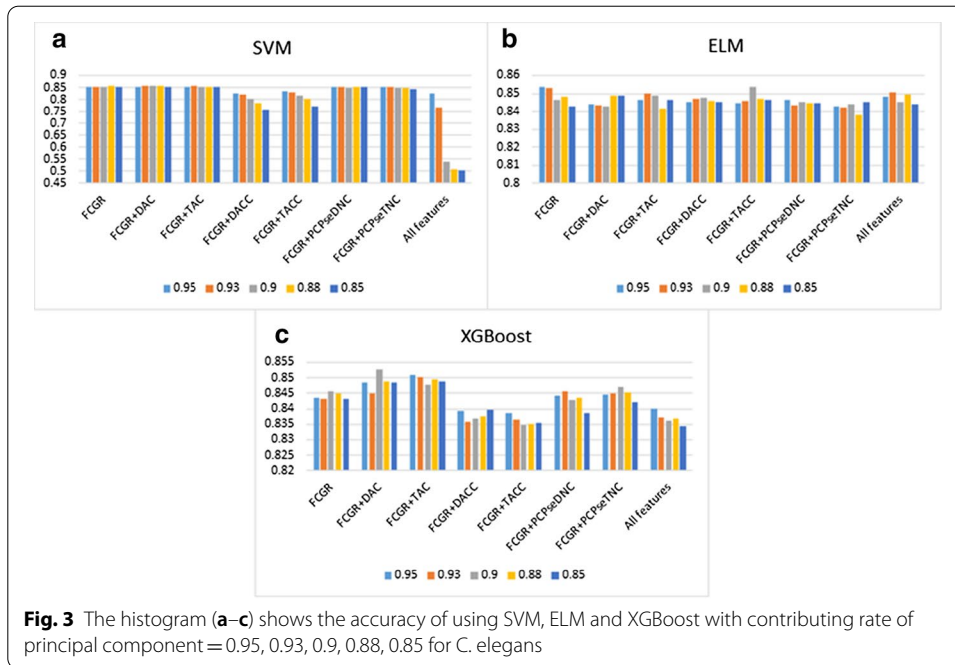 a
SVM
0.9
0.85
0.8
0.75
0.7
0.65
0.6
0.55
0.5
0.45
FCGR
FCGR+DAC
FCGR+TAC
FCGR+DACC
FCGR+TACC
FCGR+PCPseDNC
FCGR+PCPseTNC
All features
0.95 0.93 0.9 0.88 0.85
b
ELM
0.86
0.85
0.84
0.83
0.82
0.81
0.8
FCGR
FCGR+DAC
FCGR+TAC
FCGR+DACC
FCGR+TACC
FCGR+PCPseDNC
FCGR+PCPseTNC
All features
0.95 0.93 0.9 0.88 0.85
c
XGBoost
0.855
0.85
0.845
0.84
0.835
0.83
0.825
0.82
FCGR
FCGR+DAC
FCGR+TAC
FCGR+DACC
FCGR+TACC
FCGR+PCPseDNC
FCGR+PCPseTNC
All features
0.95 0.93 0.9 0.88 0.85
Fig. 3 The histogram (a–c) shows the accuracy of using SVM, ELM and XGBoost with contributing rate of
principal component = 0.95, 0.93, 0.9, 0.88, 0.85 for C. elegans